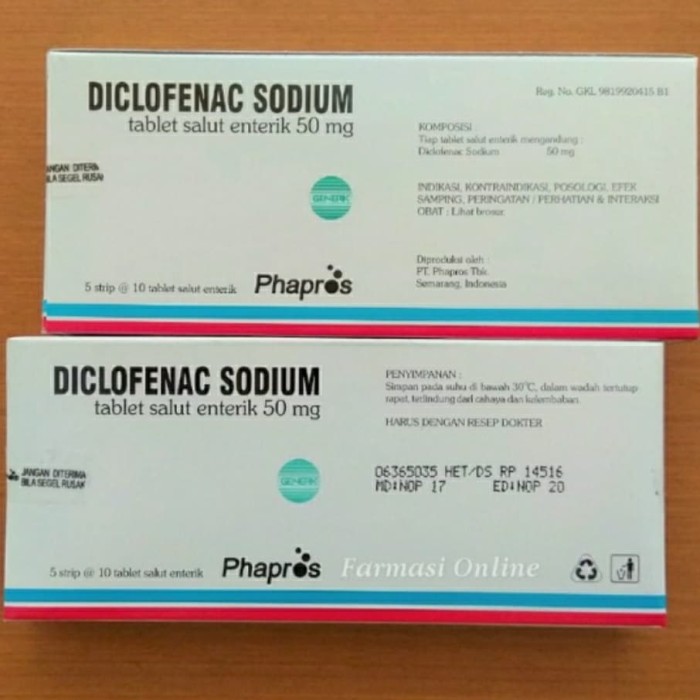 DICLOFENAC SODIUM
tablet salut enterik 50 mg
Reg. No. GKL 9819920415 B1
KOMPOSISI
Tiap tablet salut enterik mengandung :
Diclofenac Sodium 50 mg
NGAN DITERIM
LA SEGEL RUSAK
GENERIK
INDIKASI, KONTRAINDIKASI, POSOLOGI, EFEK
SAMPING, PERINGATAN / PERHATIAN & INTERAKSI
OBAT : Lihat brosur.
Diproduksi oleh :
PT. Phapros Tbk.
Semarang, Indonesia
5 strip @ 10 tablet salut enterik
Phapros
DICLOFENAC SODIUM
tablet salut enterik 50 mg
PENYIMPANAN :
Simpan pada suhu di bawah 30°C, dalam wadah tertutup
rapat, terlindung dari cahaya dan kelembaban.
HARUS DENGAN RESEP DOKTER
JANGAN DITERIMA
BILA SEGEL RUSAK
GENERIK
06365035 HET/DS RP 14516
MD:NOP 17 ED:NOP 20
5 strip @ 10 tablet salut enterik
Phapros
Farmasi Online